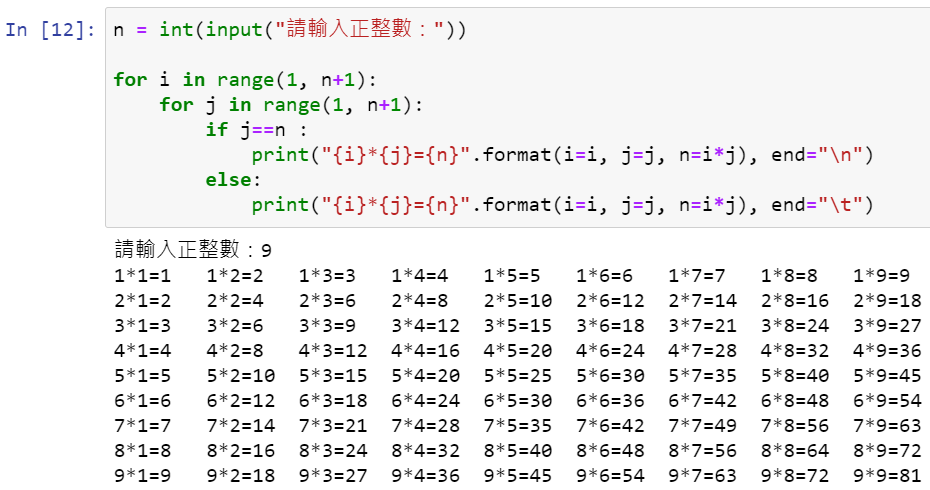 In [12]: n = int(input("請輸入正整數："))
for i in range(1, n+1):
    for j in range(1, n+1):
        if j==n :
            print("{i}*{j}={n}".format(i=i, j=j, n=i*j), end="\n")
        else:
            print("{i}*{j}={n}".format(i=i, j=j, n=i*j), end="\t")
請輸入正整數：9
1*1=1	1*2=2	1*3=3	1*4=4	1*5=5	1*6=6	1*7=7	1*8=8	1*9=9
2*1=2	2*2=4	2*3=6	2*4=8	2*5=10	2*6=12	2*7=14	2*8=16	2*9=18
3*1=3	3*2=6	3*3=9	3*4=12	3*5=15	3*6=18	3*7=21	3*8=24	3*9=27
4*1=4	4*2=8	4*3=12	4*4=16	4*5=20	4*6=24	4*7=28	4*8=32	4*9=36
5*1=5	5*2=10	5*3=15	5*4=20	5*5=25	5*6=30	5*7=35	5*8=40	5*9=45
6*1=6	6*2=12	6*3=18	6*4=24	6*5=30	6*6=36	6*7=42	6*8=48	6*9=54
7*1=7	7*2=14	7*3=21	7*4=28	7*5=35	7*6=42	7*7=49	7*8=56	7*9=63
8*1=8	8*2=16	8*3=24	8*4=32	8*5=40	8*6=48	8*7=56	8*8=64	8*9=72
9*1=9	9*2=18	9*3=27	9*4=36	9*5=45	9*6=54	9*7=63	9*8=72	9*9=81